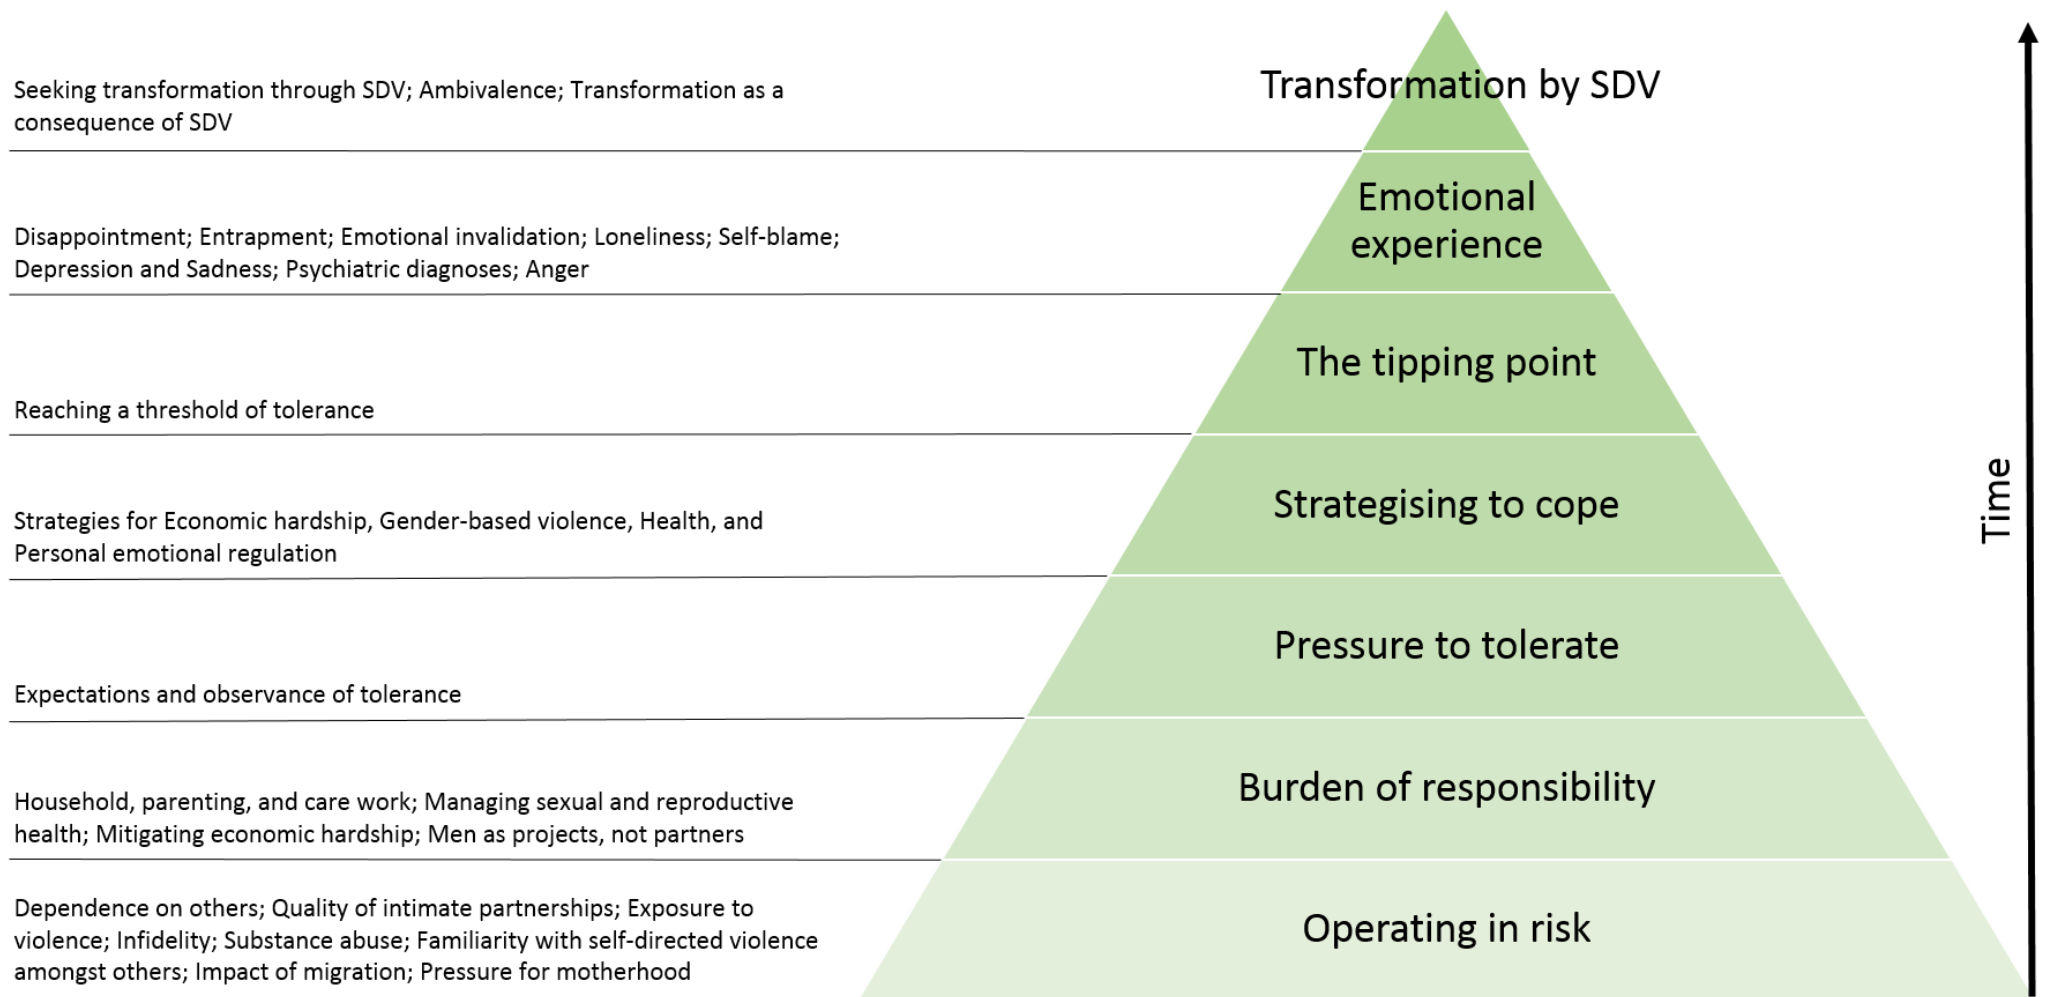 Seeking transformation through SDV; Ambivalence; Transformation as a
consequence of SDV
Transformation by SDV
Disappointment; Entrapment; Emotional invalidation; Loneliness; Self-blame;
Depression and Sadness; Psychiatric diagnoses; Anger
Emotional
experience
Reaching a threshold of tolerance
The tipping point
Strategies for Economic hardship, Gender-based violence, Health, and
Personal emotional regulation
Strategising to cope
Expectations and observance of tolerance
Pressure to tolerate
Household, parenting, and care work; Managing sexual and reproductive
health; Mitigating economic hardship; Men as projects, not partners
Burden of responsibility
Dependence on others; Quality of intimate partnerships; Exposure to
violence; Infidelity; Substance abuse; Familiarity with self-directed violence
amongst others; Impact of migration; Pressure for motherhood
Operating in risk
Time